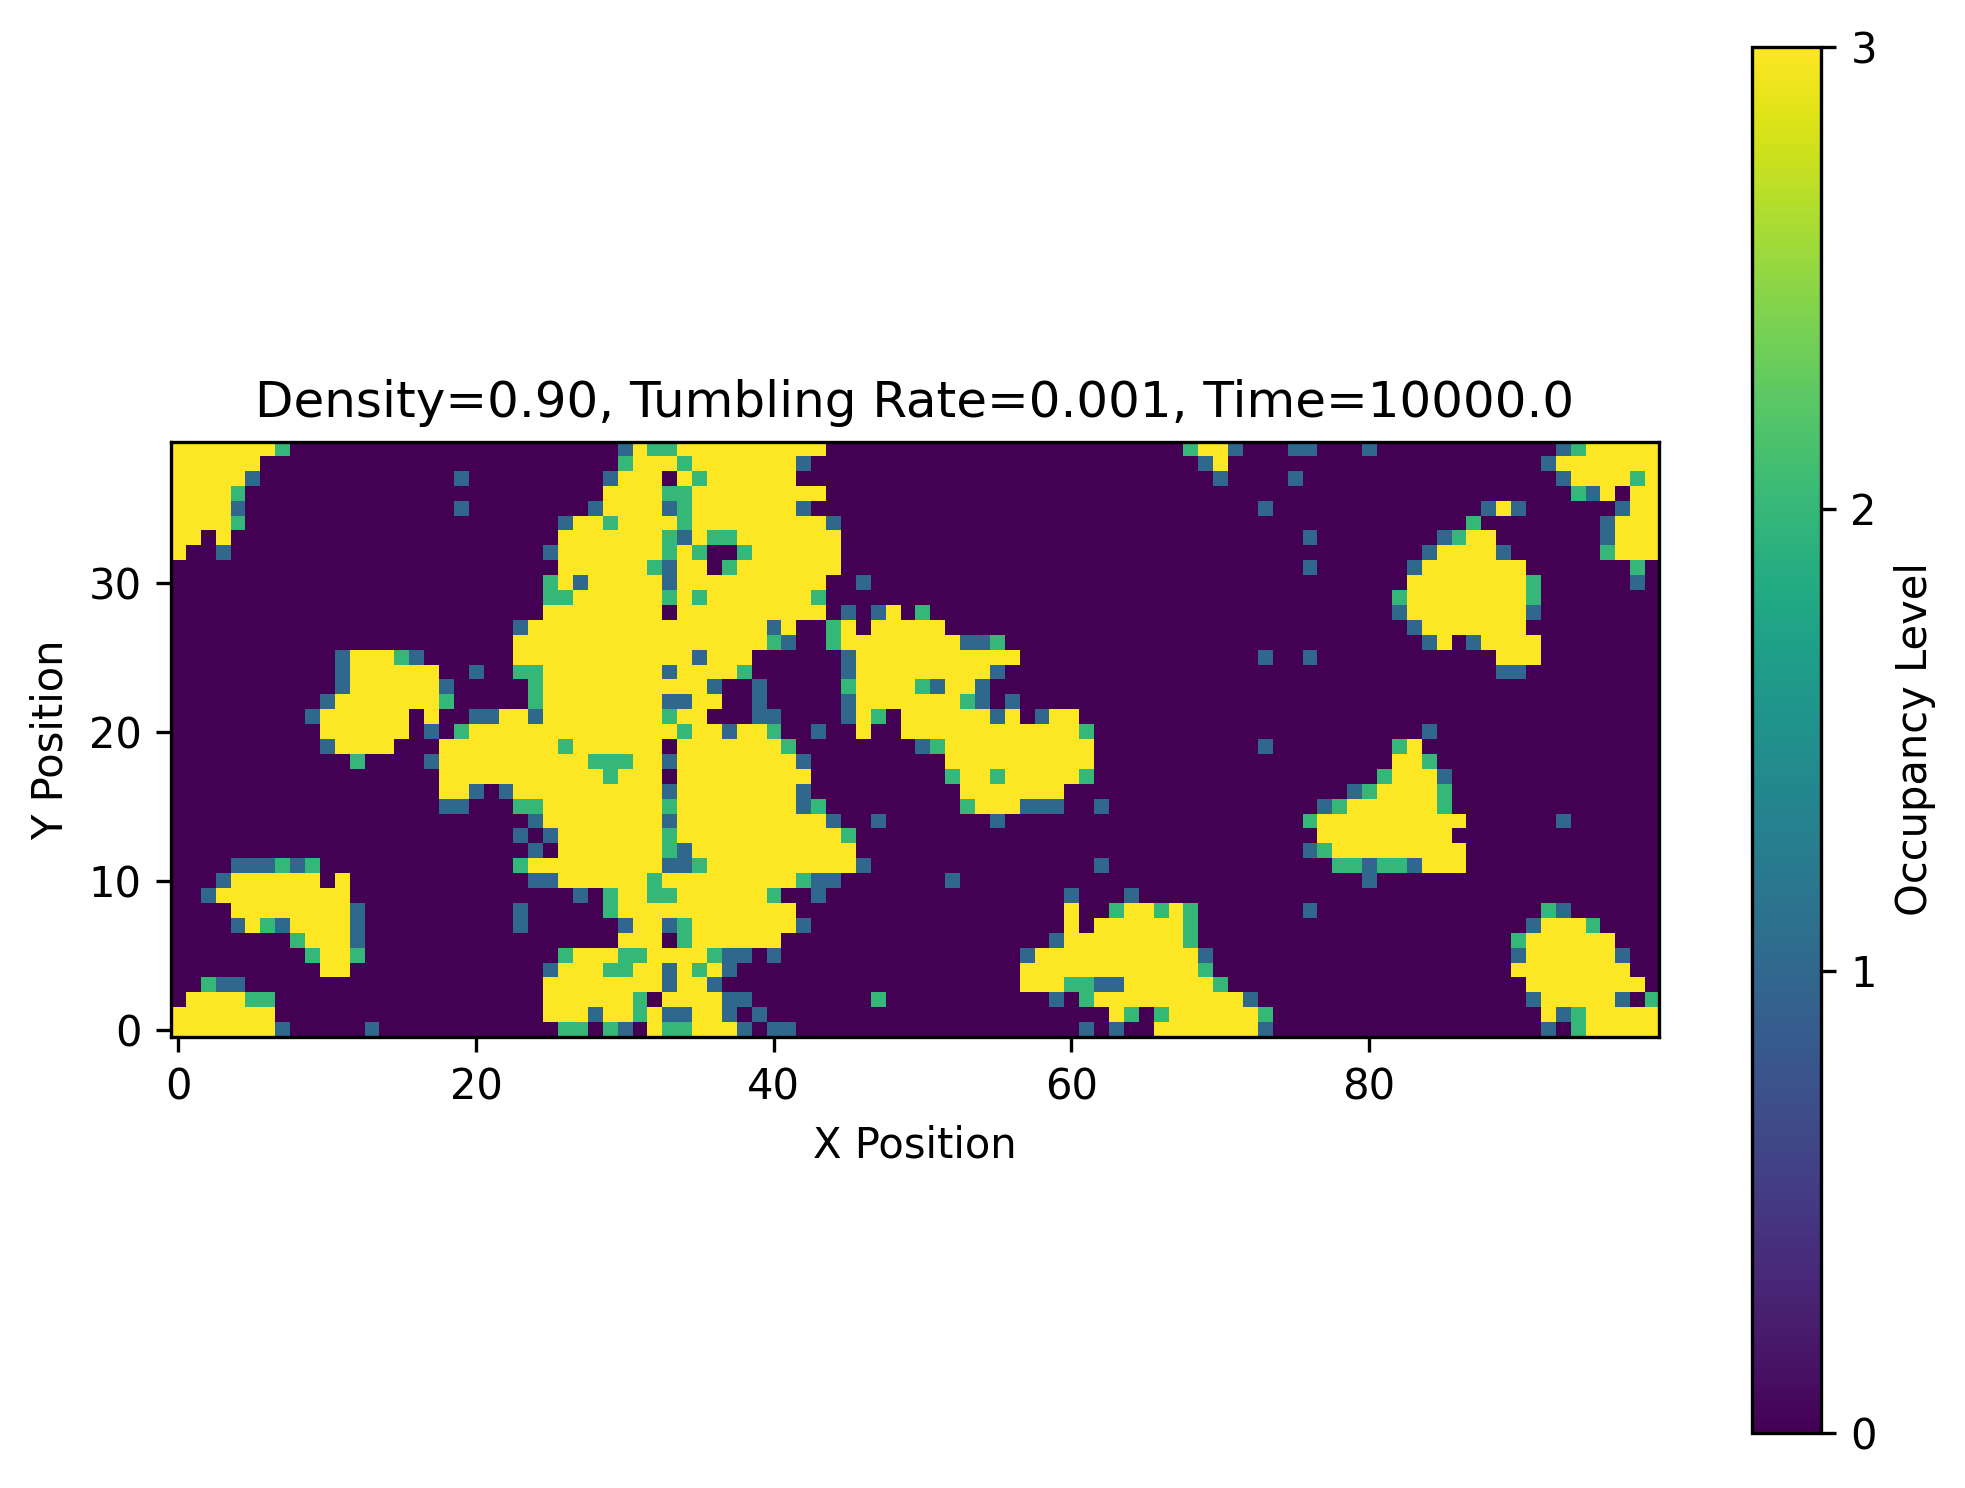 Density=0.90, Tumbling Rate=0.001, Time=10000.0
3
2
1
0
Occupancy Level
30
20
10
0
Y Position
0 20 40 60 80
X Position